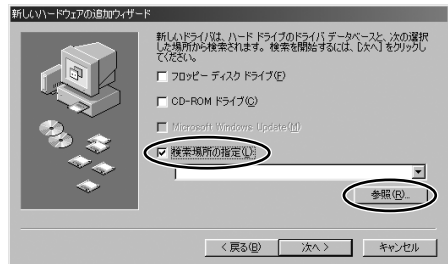 新しいハードウェアの追加ウィザード
新しいドライバは、ハード ドライブのドライバ データベースと、次の選択
した場所から検索されます。検索を開始するには、[次へ] をクリックし
てください。
フロッピー ディスク ドライブ(F)
CD-ROM ドライブ(C)
Microsoft Windows Update(M)
検索場所の指定(L):
参照(R)...
< 戻る(B)
次へ >
キャンセル